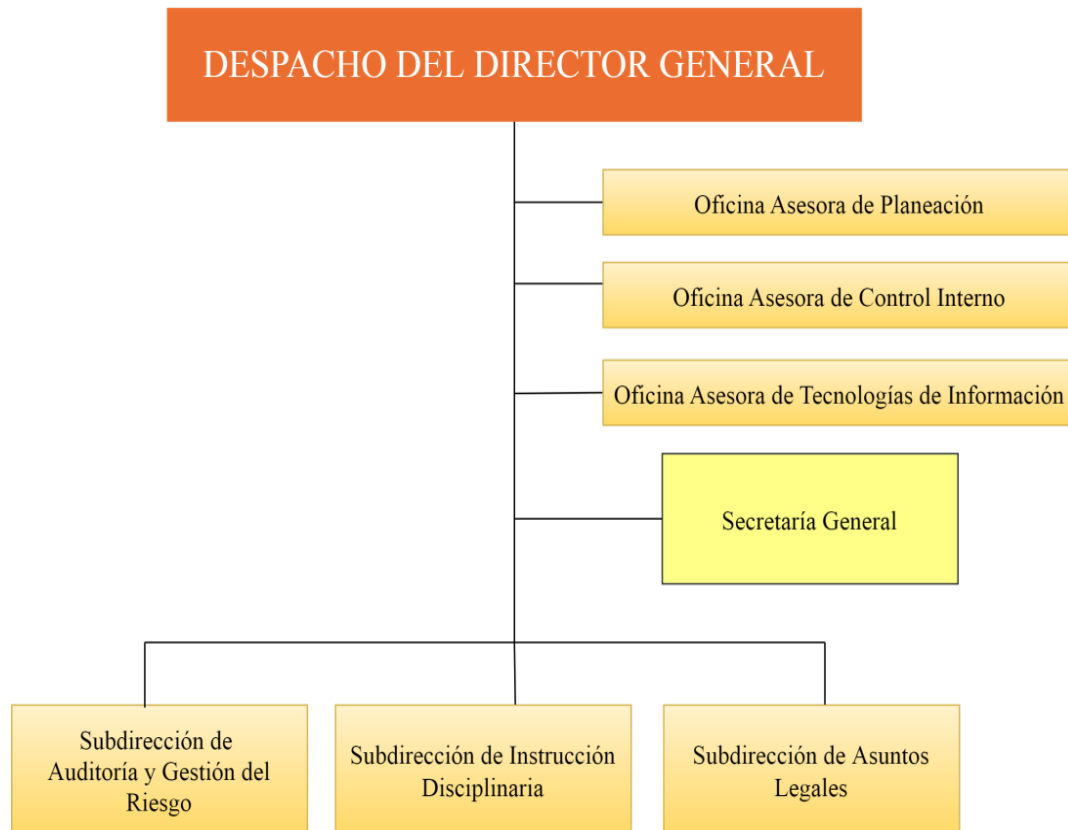 DESPACHO DEL DIRECTOR GENERAL
Oficina Asesora de Planeación
Oficina Asesora de Control Interno
Oficina Asesora de Tecnologías de Información
Secretaría General
Subdirección de
Auditoría y Gestión del
Riesgo
Subdirección de Instrucción
Disciplinaria
Subdirección de Asuntos
Legales